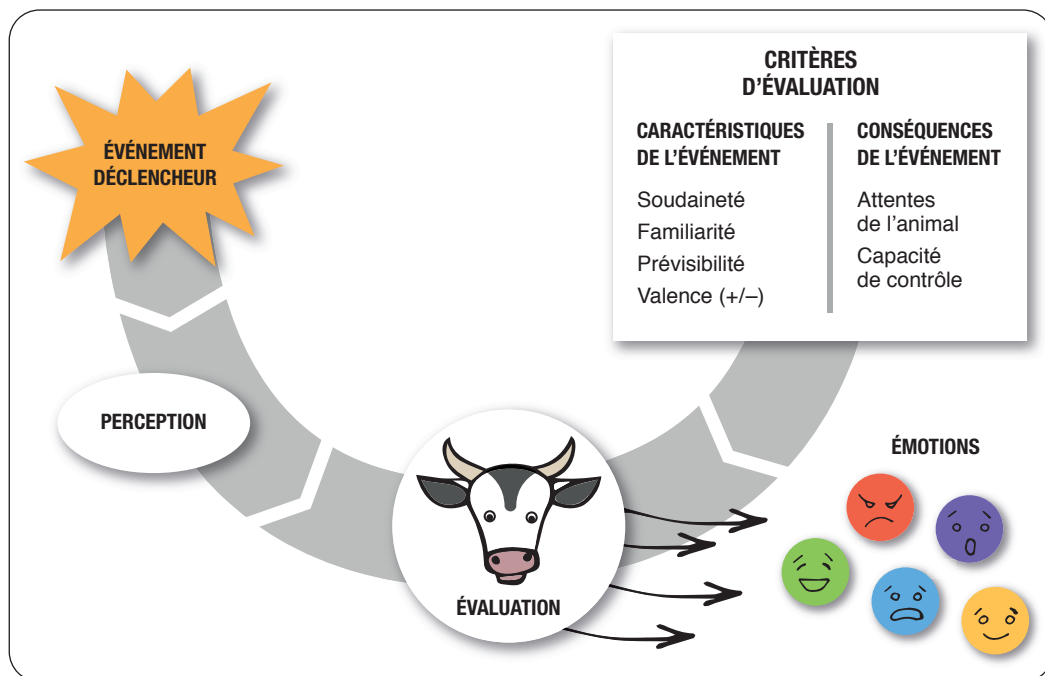 ÉVÉNEMENT
DÉCLENCHEUR
PERCEPTION
ÉVALUATION
CRITÈRES
D’ÉVALUATION
CARACTÉRISTIQUES
DE L’ÉVÉNEMENT
Soudaineté
Familiarité
Prévisibilité
Valence (+/–)
CONSÉQUENCES
DE L’ÉVÉNEMENT
Attentes
de l’animal
Capacité
de contrôle
ÉMOTIONS